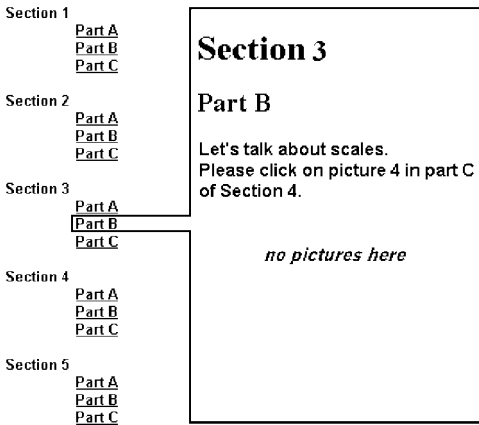 Section 1
Part A
Part B
Part C
Section 2
Part A
Part B
Part C
Section 3
Part A
Part B
Part C
Section 4
Part A
Part B
Part C
Section 5
Part A
Part B
Part C
Section 3
Part B
Let's talk about scales.
Please click on picture 4 in part C
of Section 4.
no pictures here